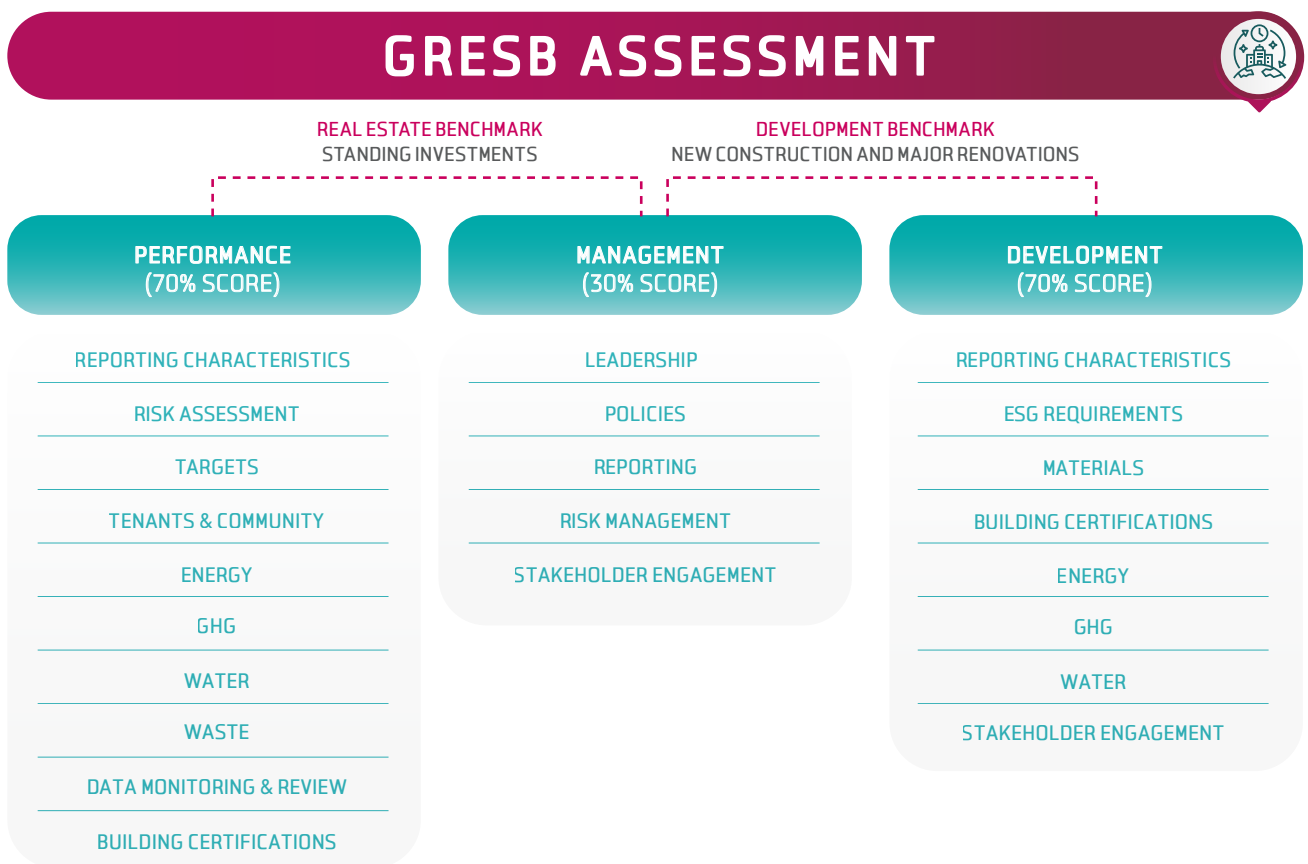 GRESB ASSESSMENT
REAL ESTATE BENCHMARK
STANDING INVESTMENTS
DEVELOPMENT BENCHMARK
NEW CONSTRUCTION AND MAJOR RENOVATIONS
PERFORMANCE
(70% SCORE)
REPORTING CHARACTERISTICS
RISK ASSESSMENT
TARGETS
TENANTS & COMMUNITY
ENERGY
GHG
WATER
WASTE
DATA MONITORING & REVIEW
BUILDING CERTIFICATIONS
MANAGEMENT
(30% SCORE)
LEADERSHIP
POLICIES
REPORTING
RISK MANAGEMENT
STAKEHOLDER ENGAGEMENT
DEVELOPMENT
(70% SCORE)
REPORTING CHARACTERISTICS
ESG REQUIREMENTS
MATERIALS
BUILDING CERTIFICATIONS
ENERGY
GHG
WATER
STAKEHOLDER ENGAGEMENT